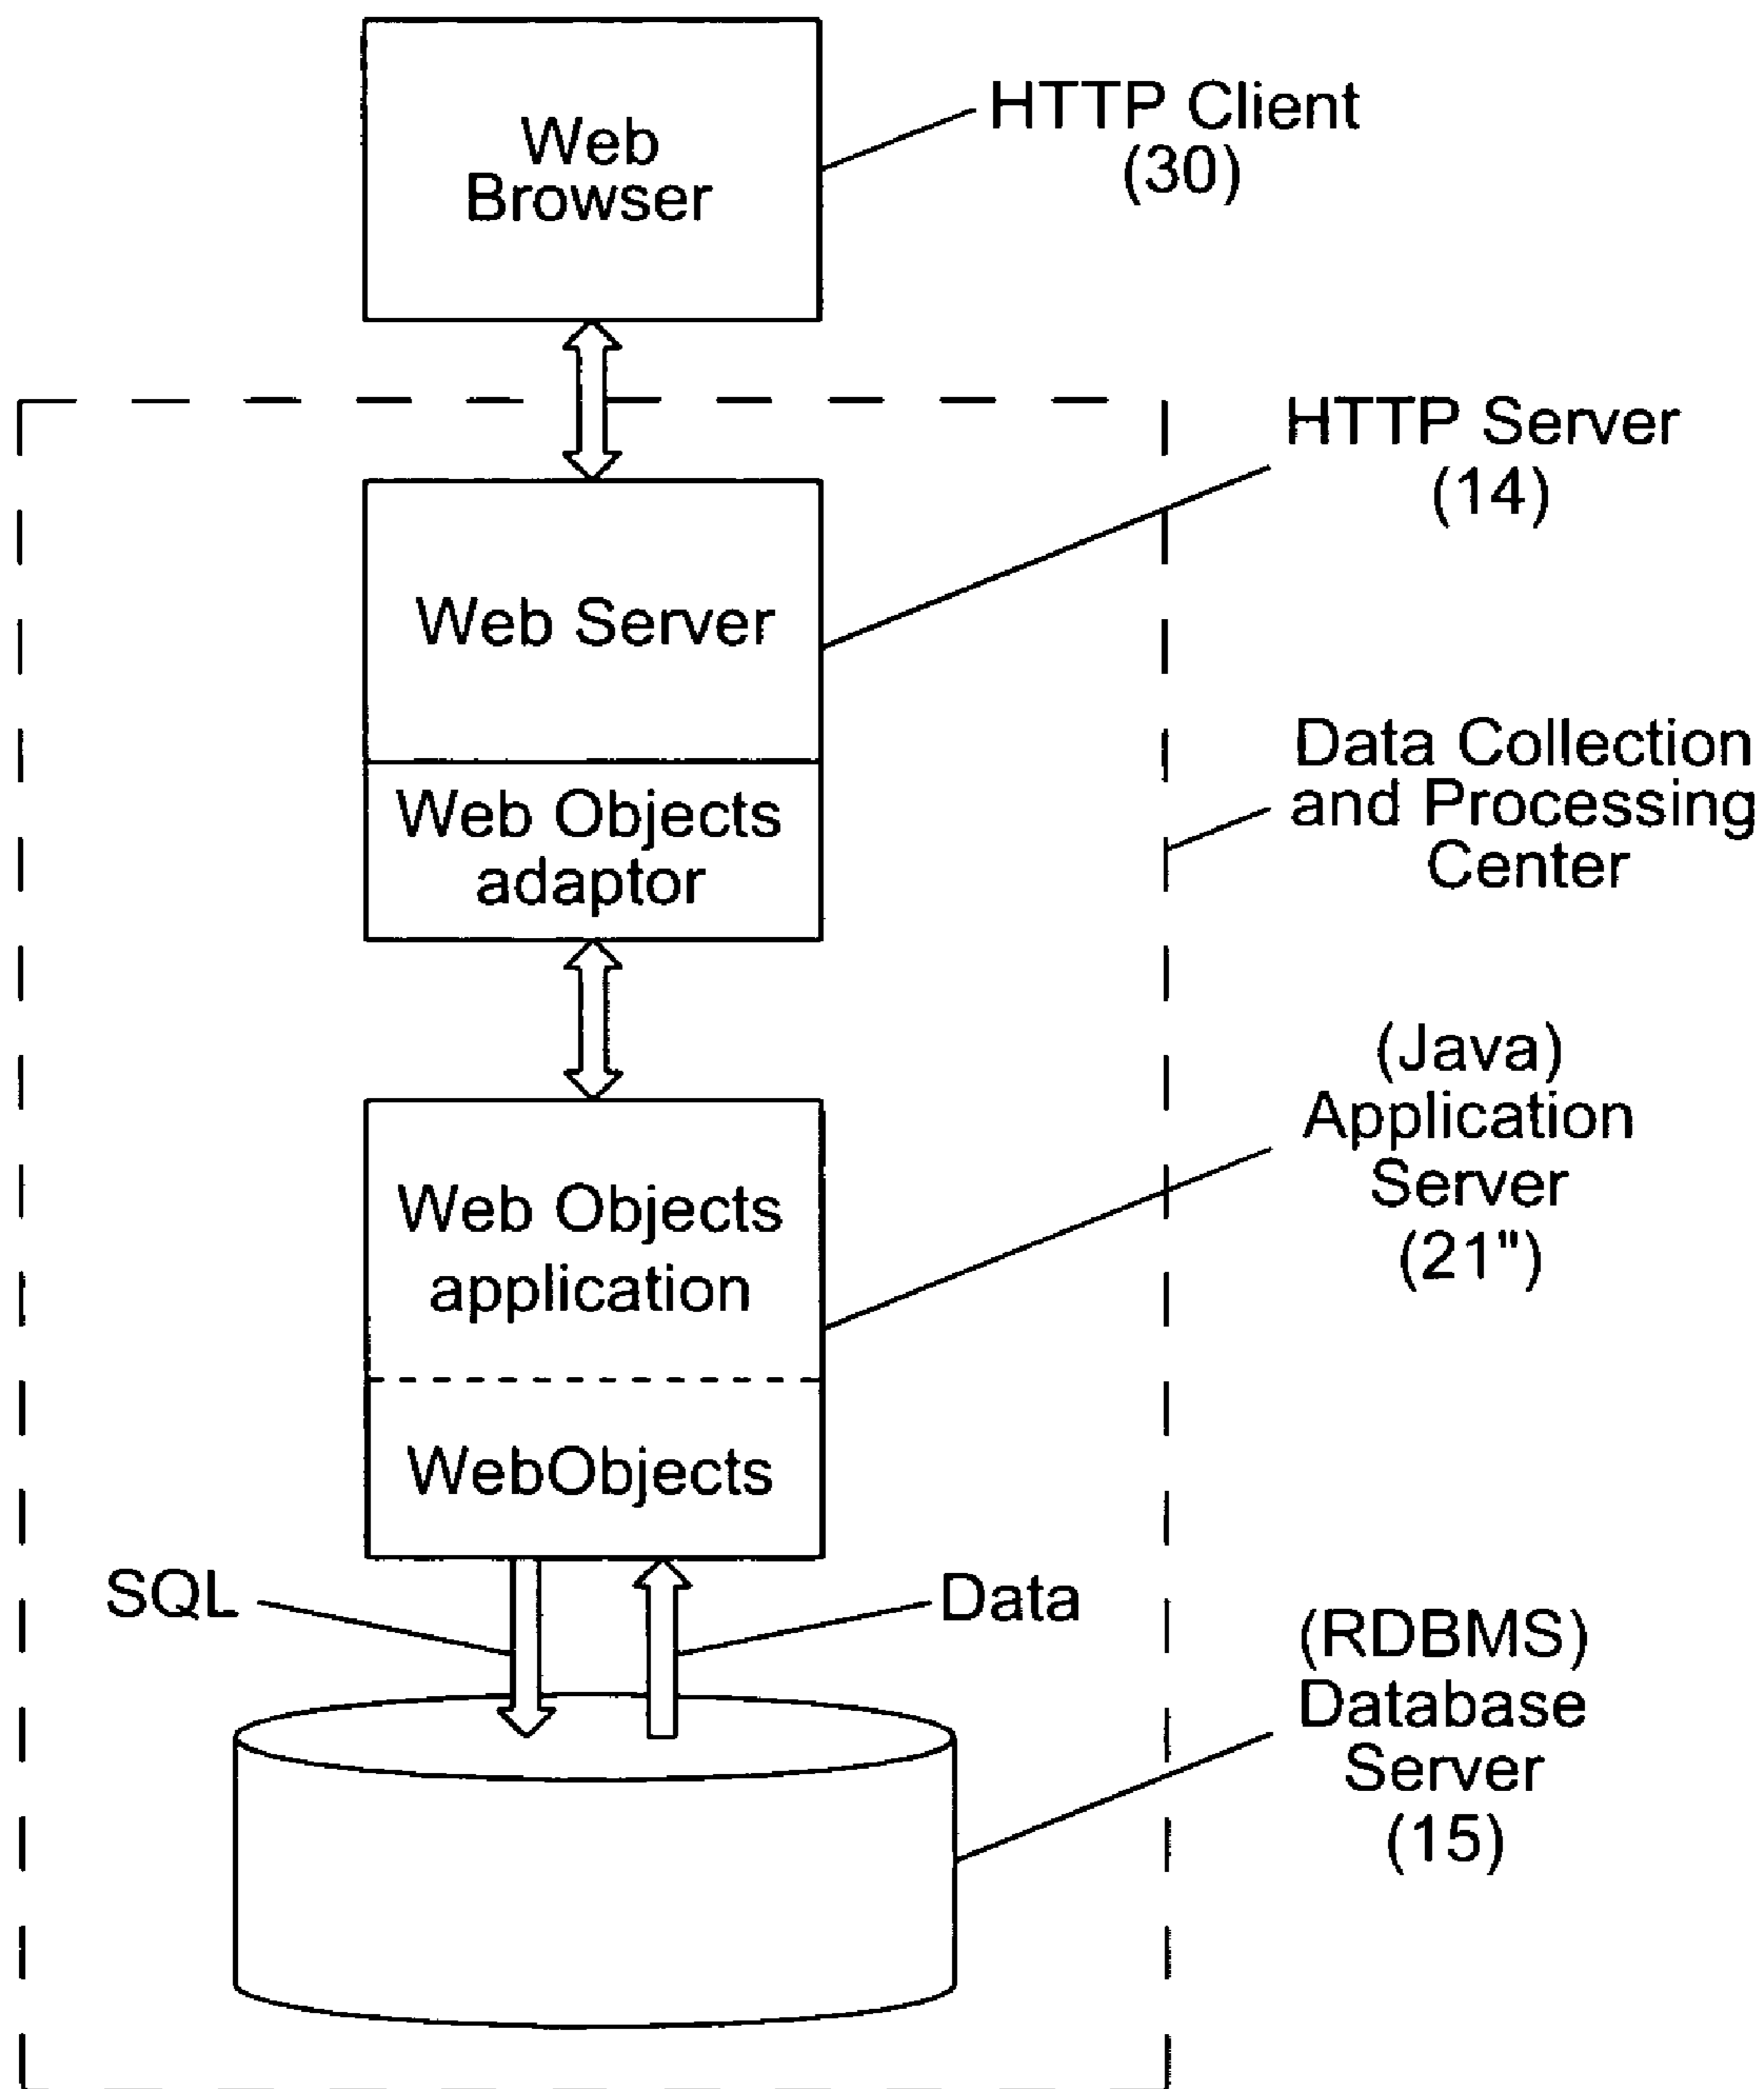 Web
Browser
HTTP Client
(30)
HTTP Server
(14)
Web Server
Web Objects
adaptor
Data Collection
and Processing
Center
(Java)
Application
Server
(21")
Web Objects
application
WebObjects
SQL
Data
(RDBMS)
Database
Server
(15)